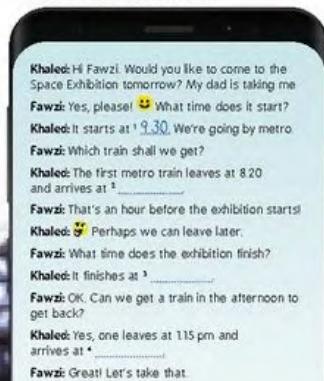 Khaled: Hi Fawzi. Would you like to come to the
Space Exhibition tomorrow? My dad is taking me
Fawzi: Yes, please! 😃 What time does it start?
Khaled: It starts at ¹ 9.30. We're going by metro.
Fawzi: Which train shall we get?
Khaled: The first metro train leaves at 8.20
and arrives at ² ............
Fawzi: That's an hour before the exhibition starts!
Khaled: 😜 Perhaps we can leave later.
Fawzi: What time does the exhibition finish?
Khaled: It finishes at ³ ............
Fawzi: OK. Can we get a train in the afternoon to
get back?
Khaled: Yes, one leaves at 1.15 pm and
arrives at ⁴ ............
Fawzi: Great! Let's take that.